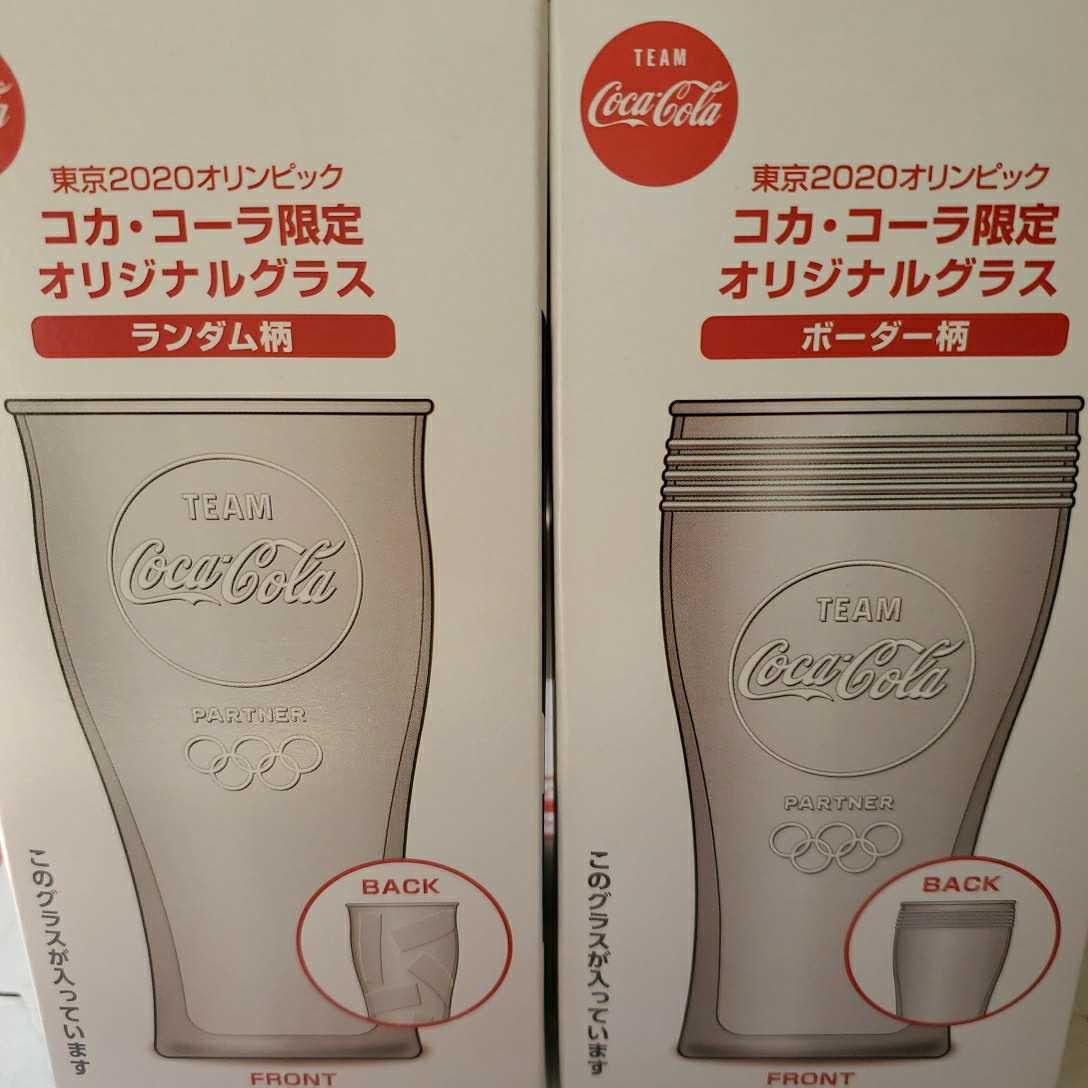 東京2020オリンピック
コカ・コーラ限定
オリジナルグラス
ランダム柄
TEAM
Coca-Cola
PARTNER
BACK
このグラスが入っています
FRONT
TEAM
Coca-Cola
東京2020オリンピック
コカ・コーラ限定
オリジナルグラス
ボーダー柄
TEAM
Coca-Cola
PARTNER
BACK
このグラスが入っています
FRONT